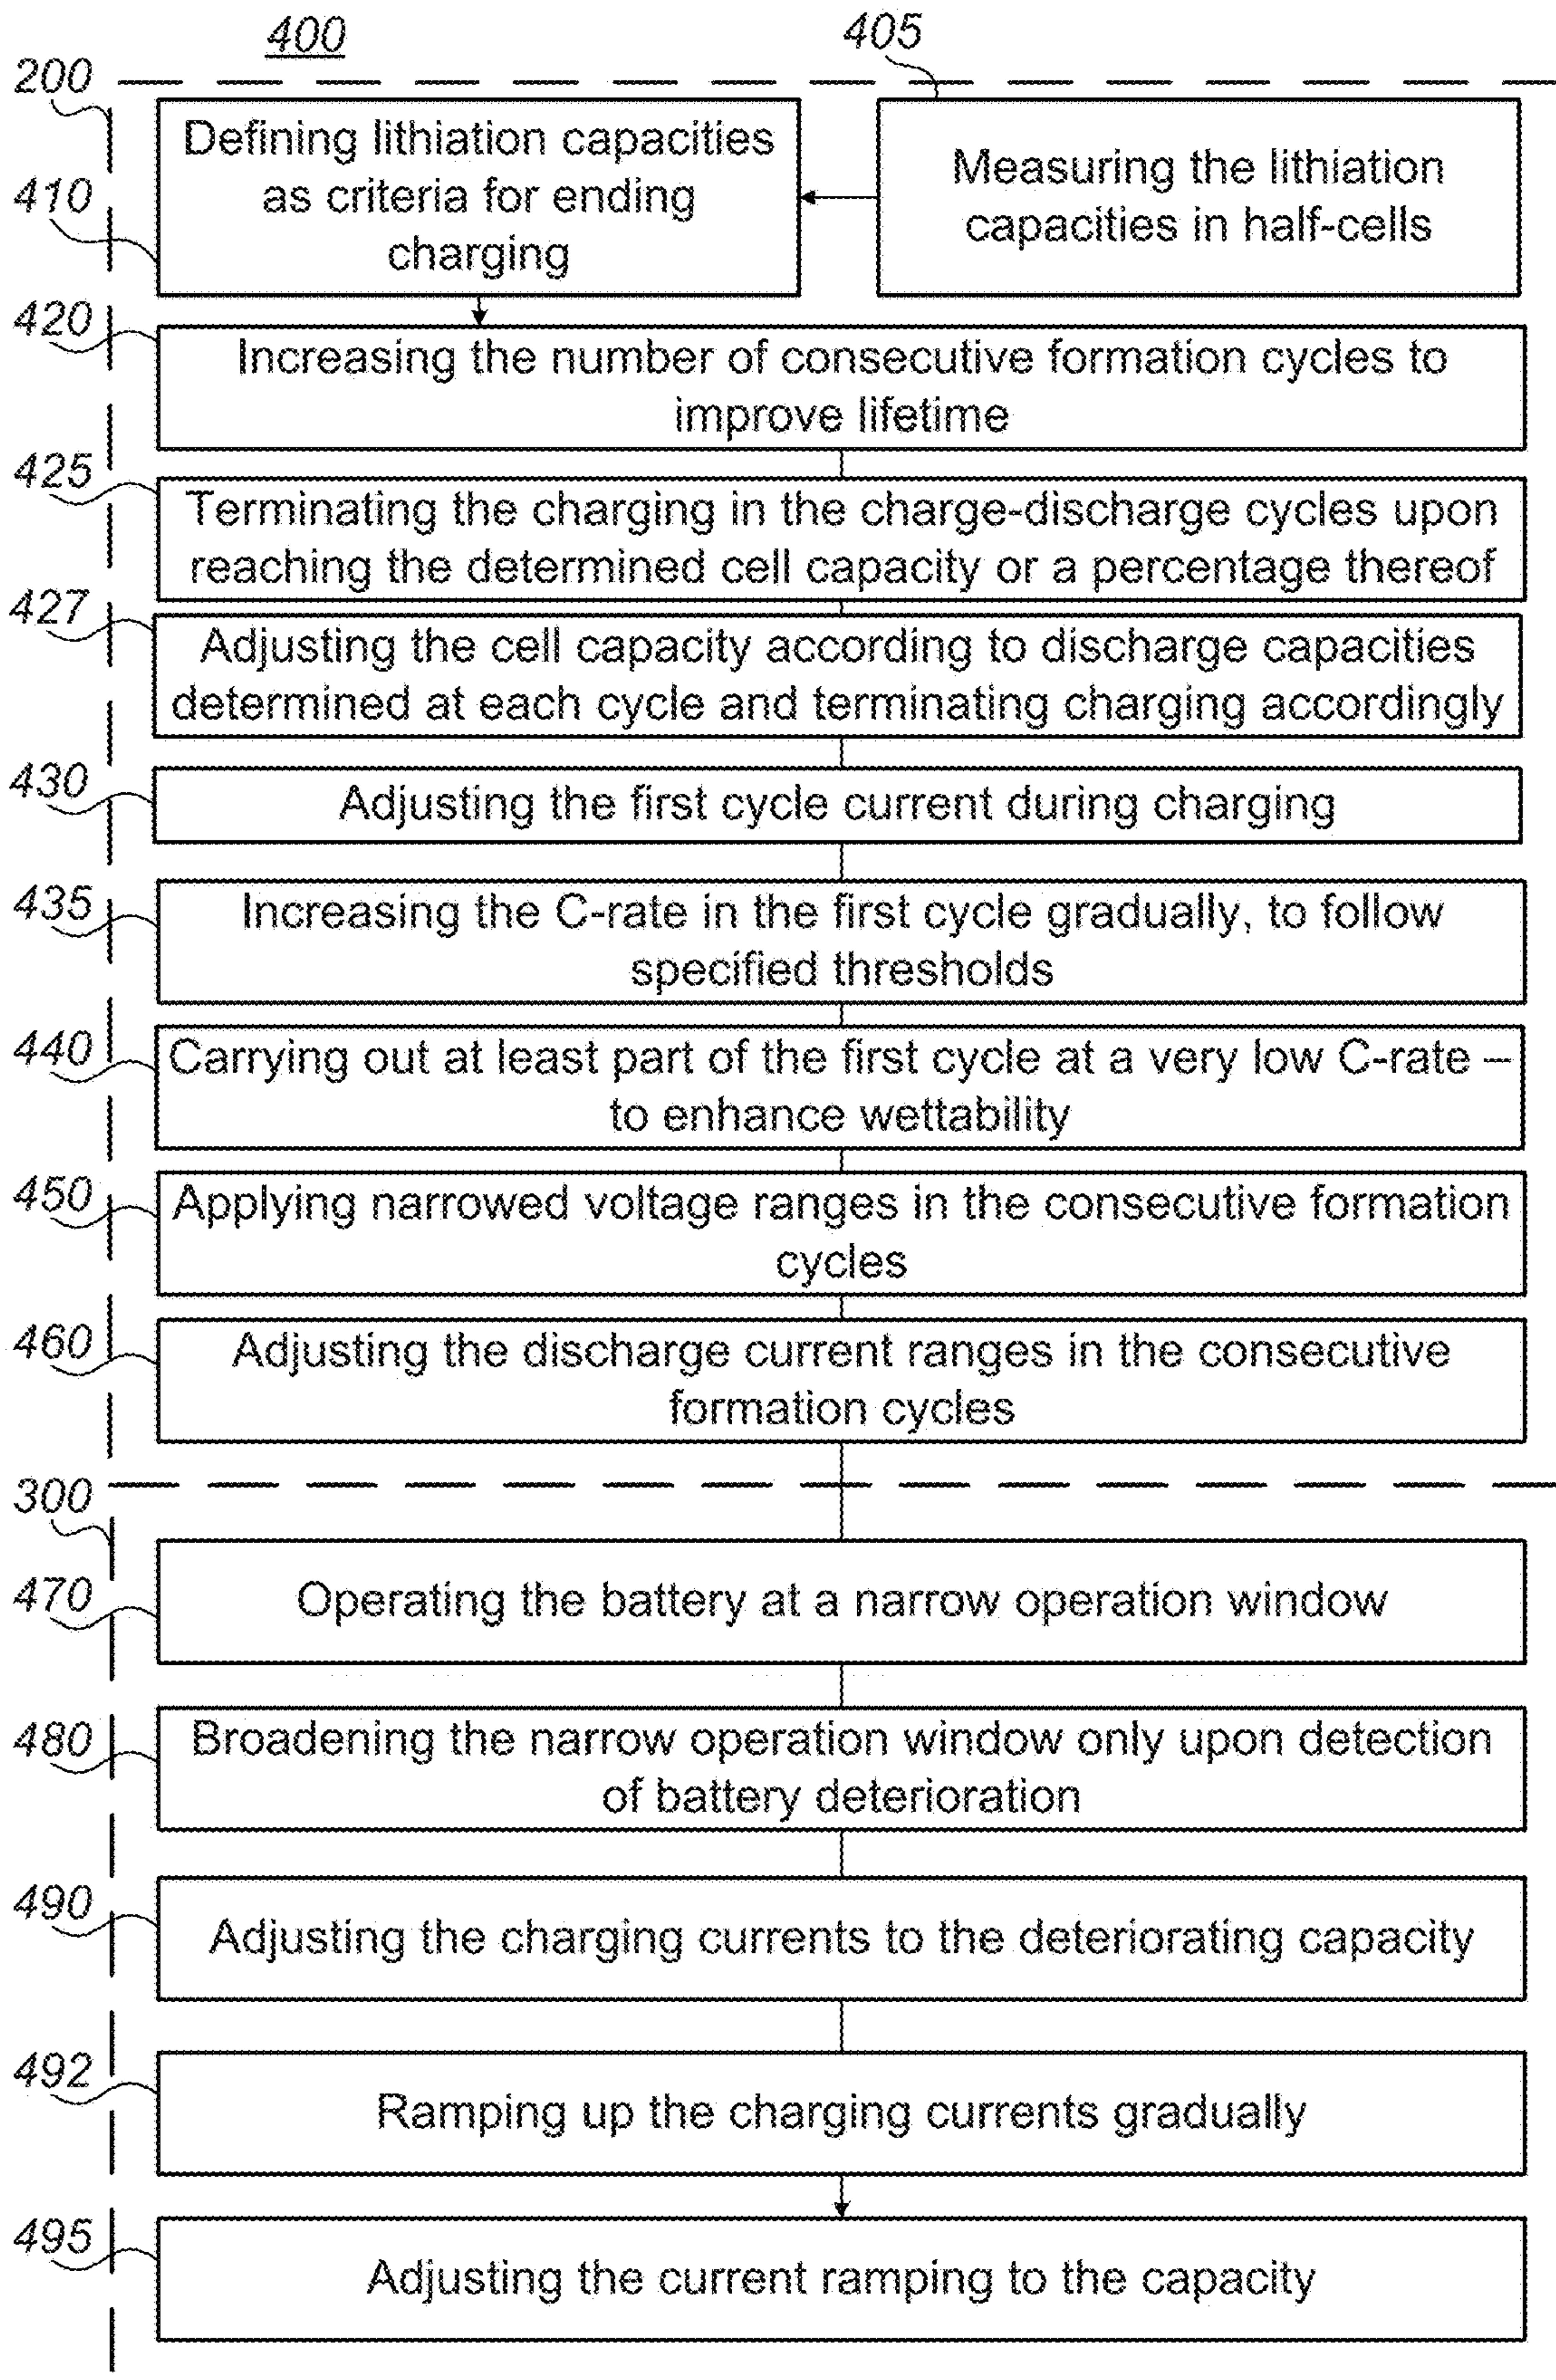 400
405
200
Defining lithiation capacities
as criteria for ending
charging
Measuring the lithiation
capacities in half-cells
410
420
Increasing the number of consecutive formation cycles to
improve lifetime
425
Terminating the charging in the charge-discharge cycles upon
reaching the determined cell capacity or a percentage thereof
427
Adjusting the cell capacity according to discharge capacities
determined at each cycle and terminating charging accordingly
430
Adjusting the first cycle current during charging
435
Increasing the C-rate in the first cycle gradually, to follow
specified thresholds
440
Carrying out at least part of the first cycle at a very low C-rate –
to enhance wettability
450
Applying narrowed voltage ranges in the consecutive formation
cycles
460
Adjusting the discharge current ranges in the consecutive
formation cycles
300
470
Operating the battery at a narrow operation window
480
Broadening the narrow operation window only upon detection
of battery deterioration
490
Adjusting the charging currents to the deteriorating capacity
492
Ramping up the charging currents gradually
495
Adjusting the current ramping to the capacity